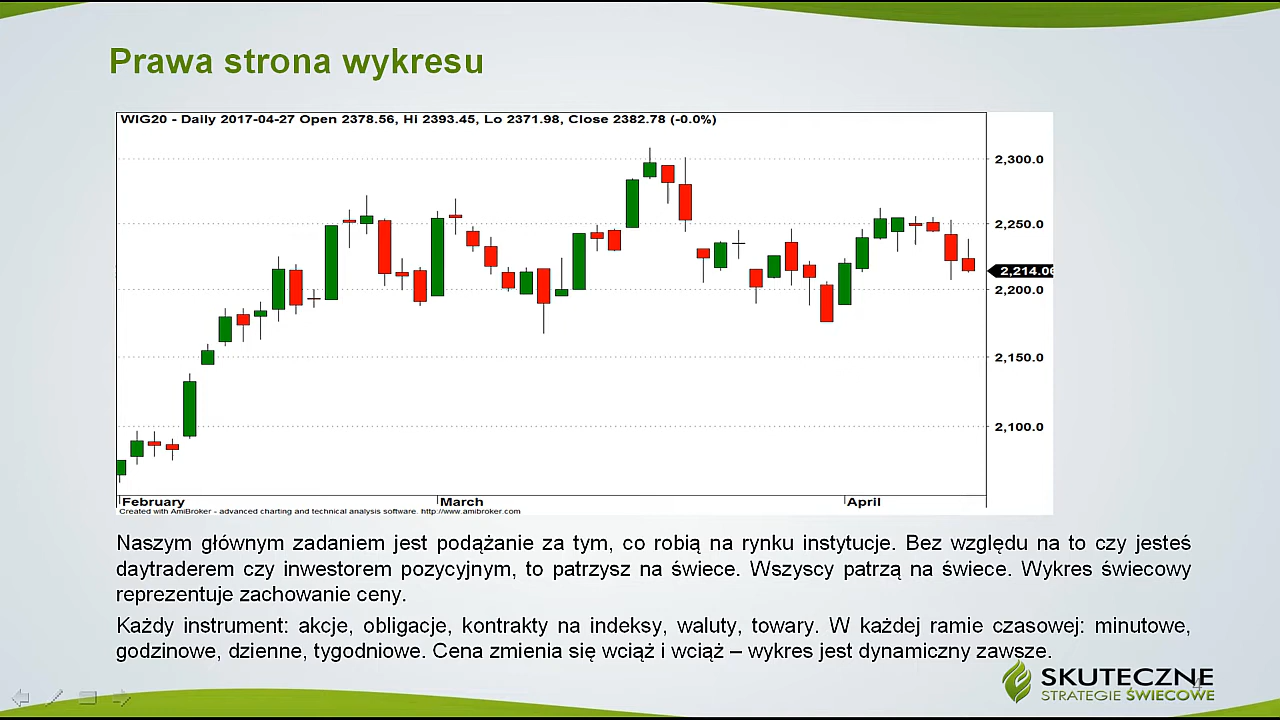 Prawa strona wykresu
WIG20 - Daily 2017-04-27 Open 2378.56, Hi 2393.45, Lo 2371.98, Close 2382.78 (-0.0%)
2,300.0
2,250.0
2,214.06
2,200.0
2,150.0
2,100.0
February March April
Created with AmiBroker - advanced charting and technical analysis software. http://www.amibroker.com
Naszym głównym zadaniem jest podążanie za tym, co robią na rynku instytucje. Bez względu na to czy jesteś
daytraderem czy inwestorem pozycyjnym, to patrzysz na świece. Wszyscy patrzą na świece. Wykres świecowy
reprezentuje zachowanie ceny.
Każdy instrument: akcje, obligacje, kontrakty na indeksy, waluty, towary. W każdej ramie czasowej: minutowe,
godzinowe, dzienne, tygodniowe. Cena zmienia się wciąż i wciąż – wykres jest dynamiczny zawsze.
SKUTECZNE
STRATEGIE ŚWIECOWE
4